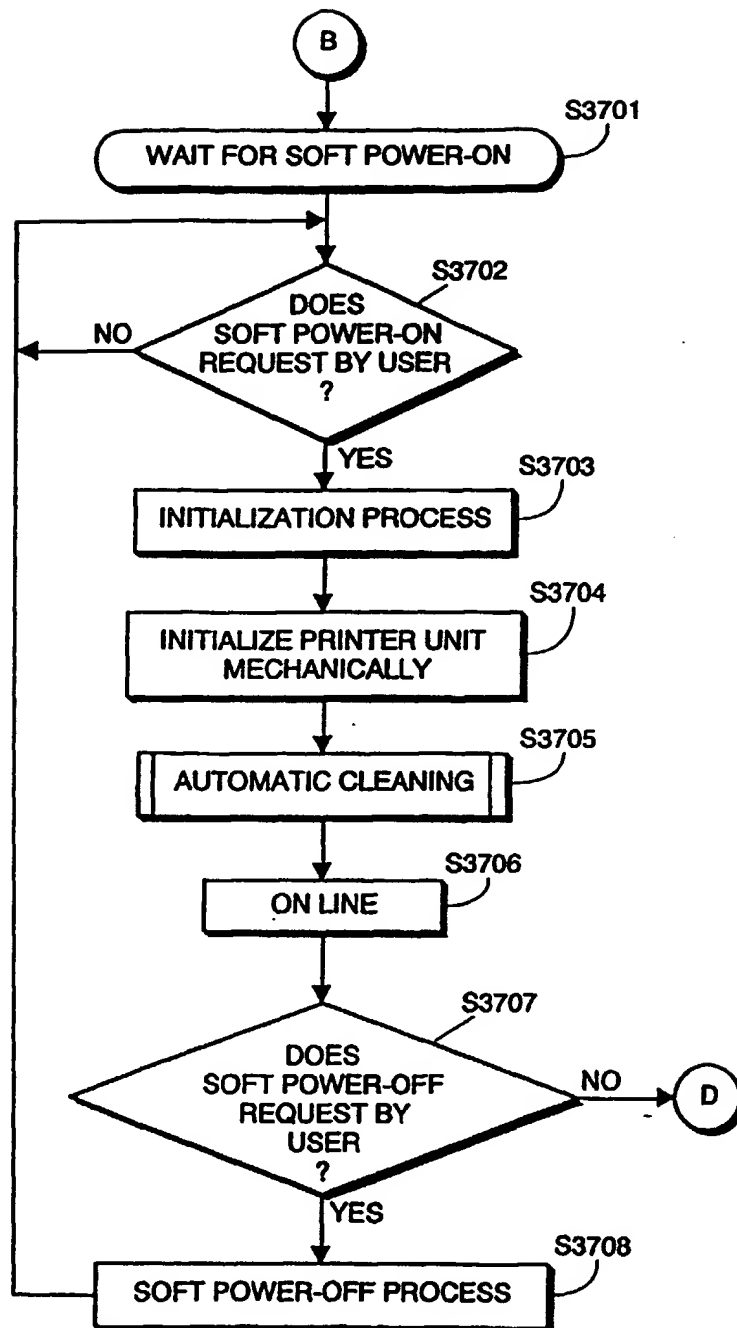 B
S3701
WAIT FOR SOFT POWER-ON
S3702
DOES
SOFT POWER-ON
REQUEST BY USER
?
NO
YES
S3703
INITIALIZATION PROCESS
S3704
INITIALIZE PRINTER UNIT
MECHANICALLY
S3705
AUTOMATIC CLEANING
S3706
ON LINE
S3707
DOES
SOFT POWER-OFF
REQUEST BY
USER
?
NO
D
YES
S3708
SOFT POWER-OFF PROCESS